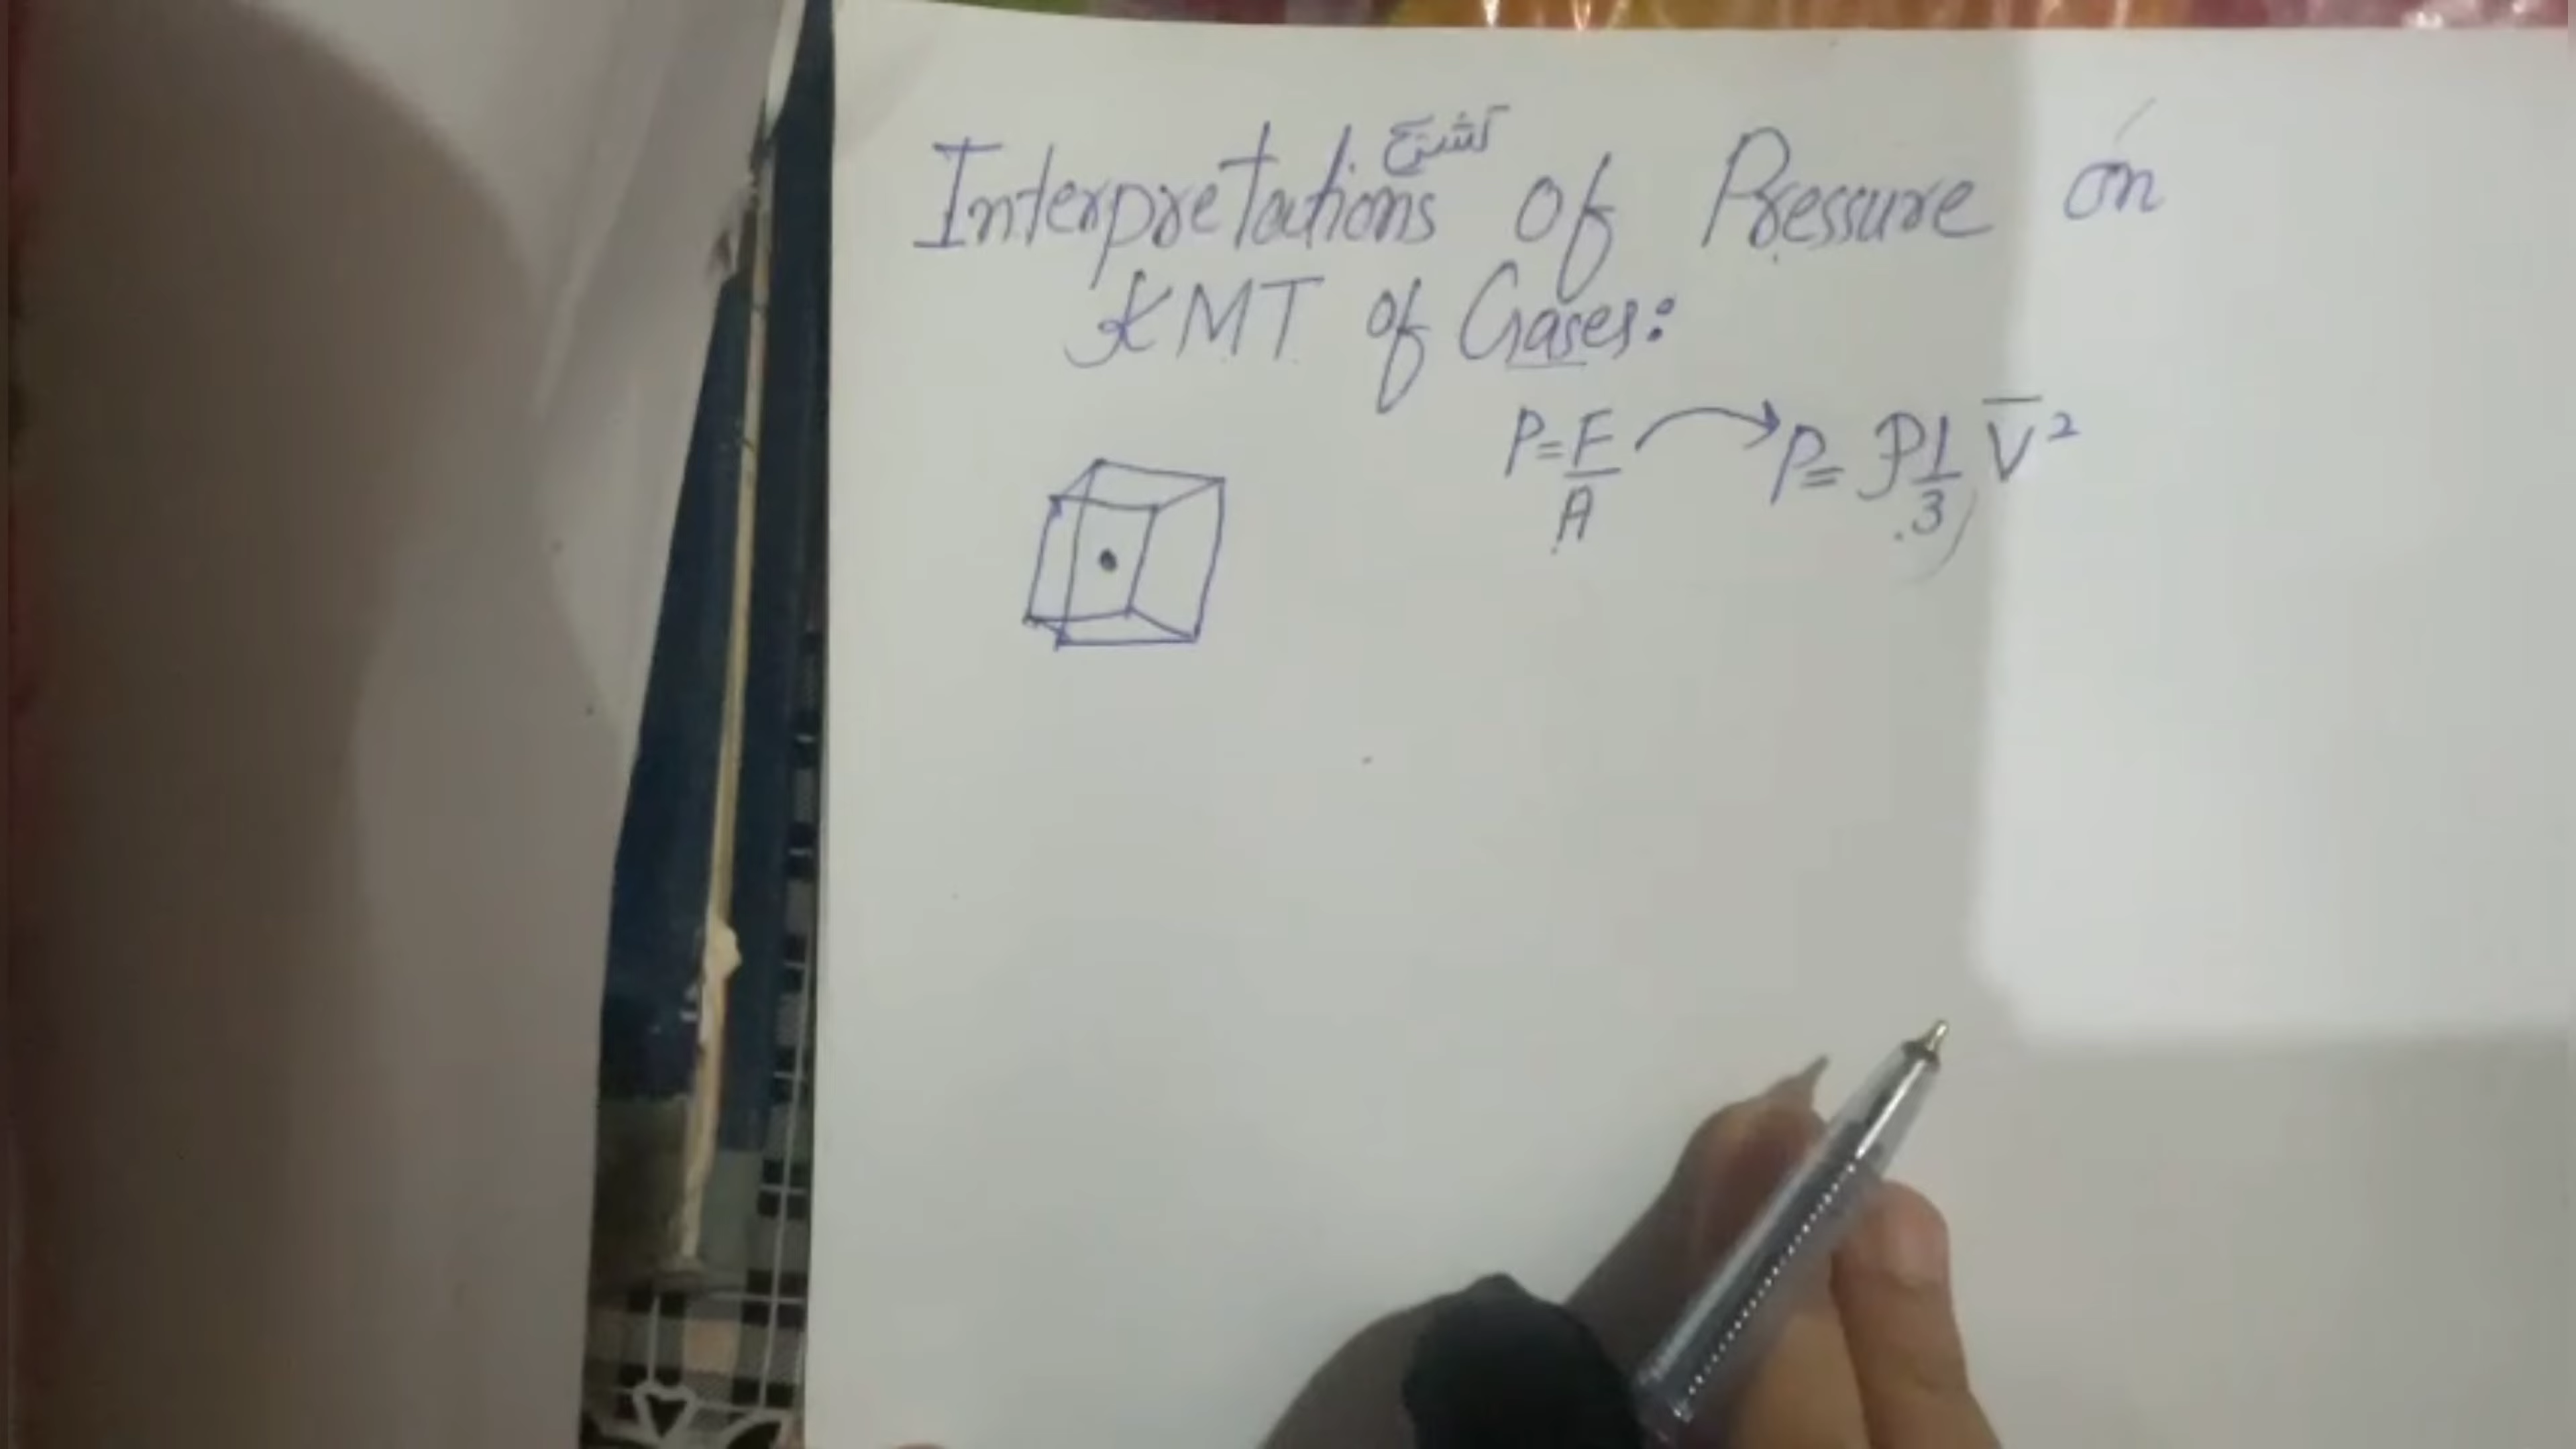 تشریح
Interpretations of Pressure on
KMT of Gases:
P=F/A → P= ρ 1/3 V̅²